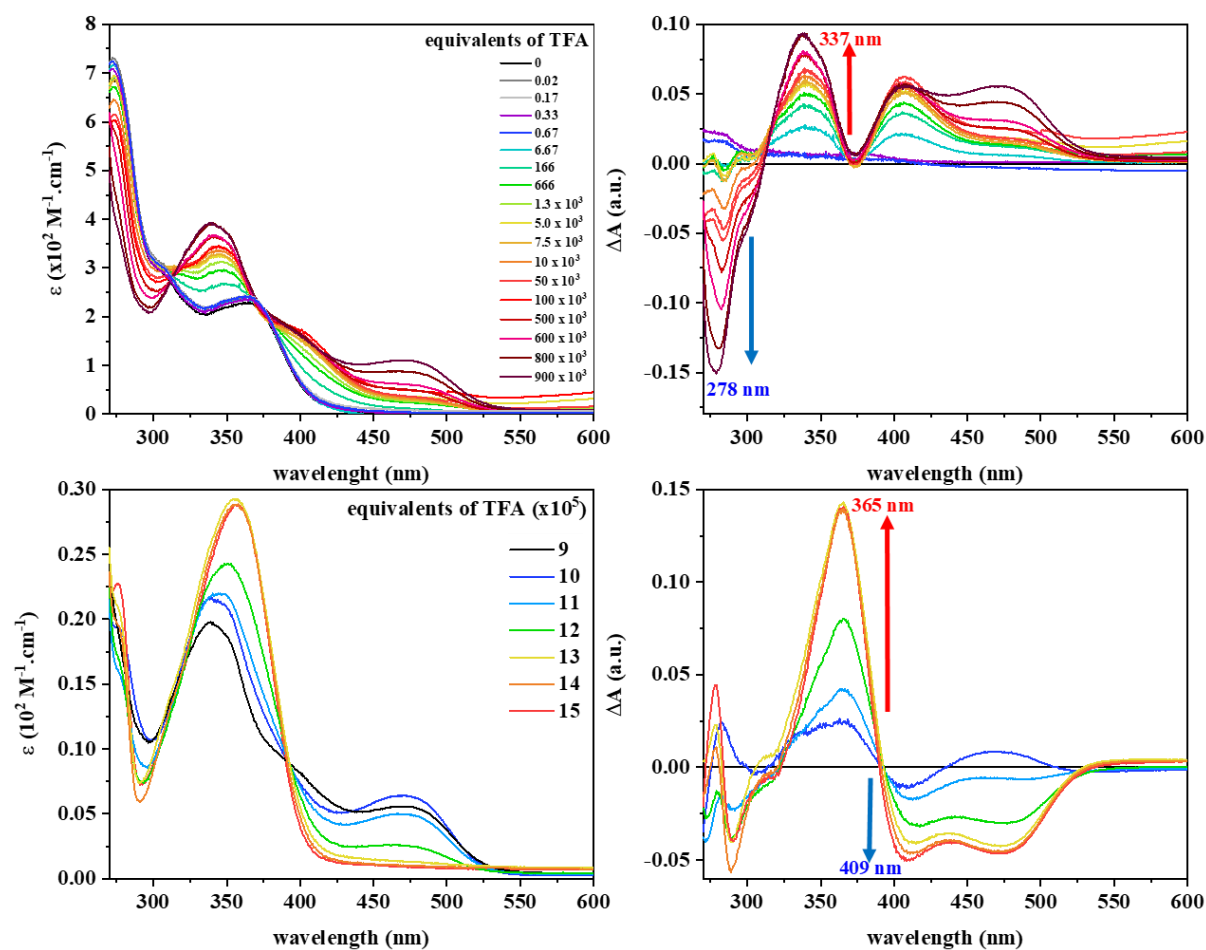 ε (x10² M⁻¹.cm⁻¹)
8
7
6
5
4
3
2
1
0
equivalents of TFA
0
0.02
0.17
0.33
0.67
6.67
166
666
1.3 x 10³
5.0 x 10³
7.5 x 10³
10 x 10³
50 x 10³
100 x 10³
500 x 10³
600 x 10³
800 x 10³
900 x 10³
300 350 400 450 500 550 600
wavelenght (nm)
ΔA (a.u.)
0.10
0.05
0.00
-0.05
-0.10
-0.15
337 nm
278 nm
300 350 400 450 500 550 600
wavelength (nm)
ε (10² M⁻¹.cm⁻¹)
0.30
0.25
0.20
0.15
0.10
0.05
0.00
equivalents of TFA (x10⁵)
9
10
11
12
13
14
15
300 350 400 450 500 550 600
wavelength (nm)
ΔA (a.u.)
0.15
0.10
0.05
0.00
-0.05
365 nm
409 nm
300 350 400 450 500 550 600
wavelength (nm)